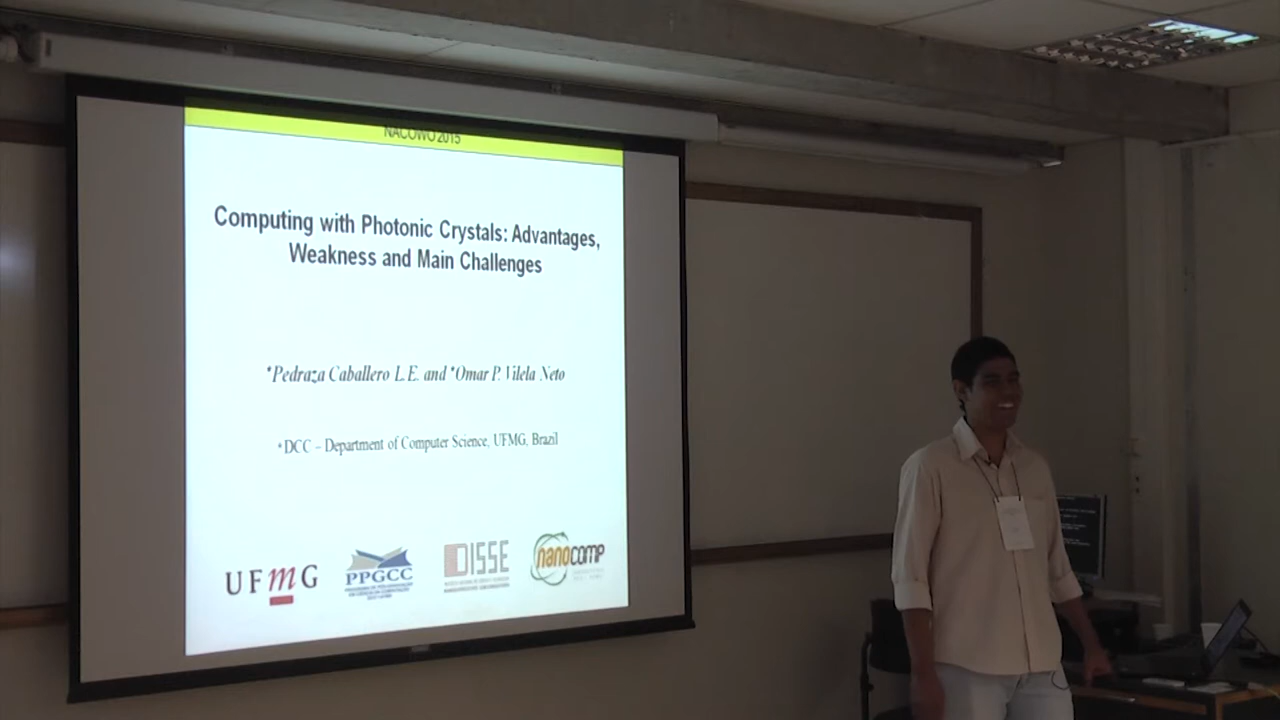 NACOWO 2015
Computing with Photonic Crystals: Advantages,
Weakness and Main Challenges
*Pedraza Caballero L.E. and *Omar P. Vilela Neto
*DCC – Department of Computer Science, UFMG, Brazil
UFmG
PPGCC
DISSE
nanocomp